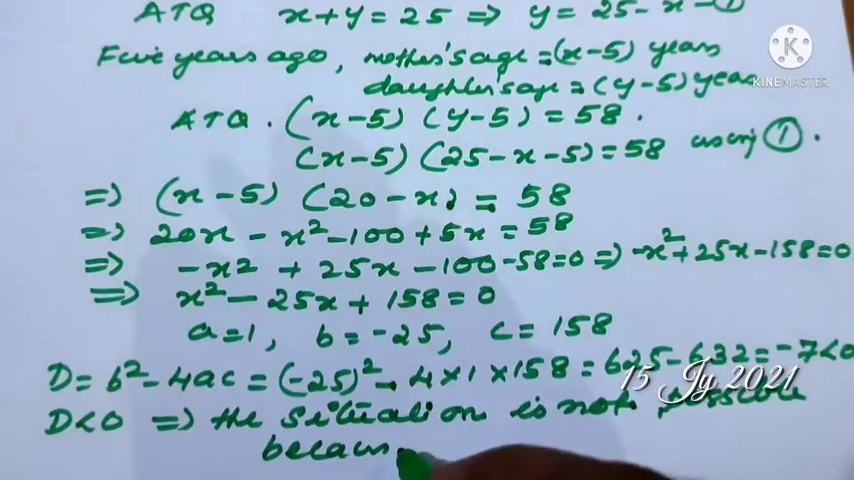 ATQ x+y=25 => y= 25-x-①
Five years ago, mother's age=(x-5) years
daughter's age=(y-5) years
KINEMASTER
ATQ. (x-5) (y-5)=58.
(x-5) (25-x-5)=58 using ①.
=> (x-5) (20-x) = 58
=> 20x - x²-100+5x=58
=> -x² + 25x -100-58=0 => -x²+25x-158=0
=> x²-25x+158=0
a=1, b=-25, c=158
D= b²-4ac=(-25)²-4×1×158=625-632=-7<0
15 Jy 2021
D<0 => the situation is not possible
becaus